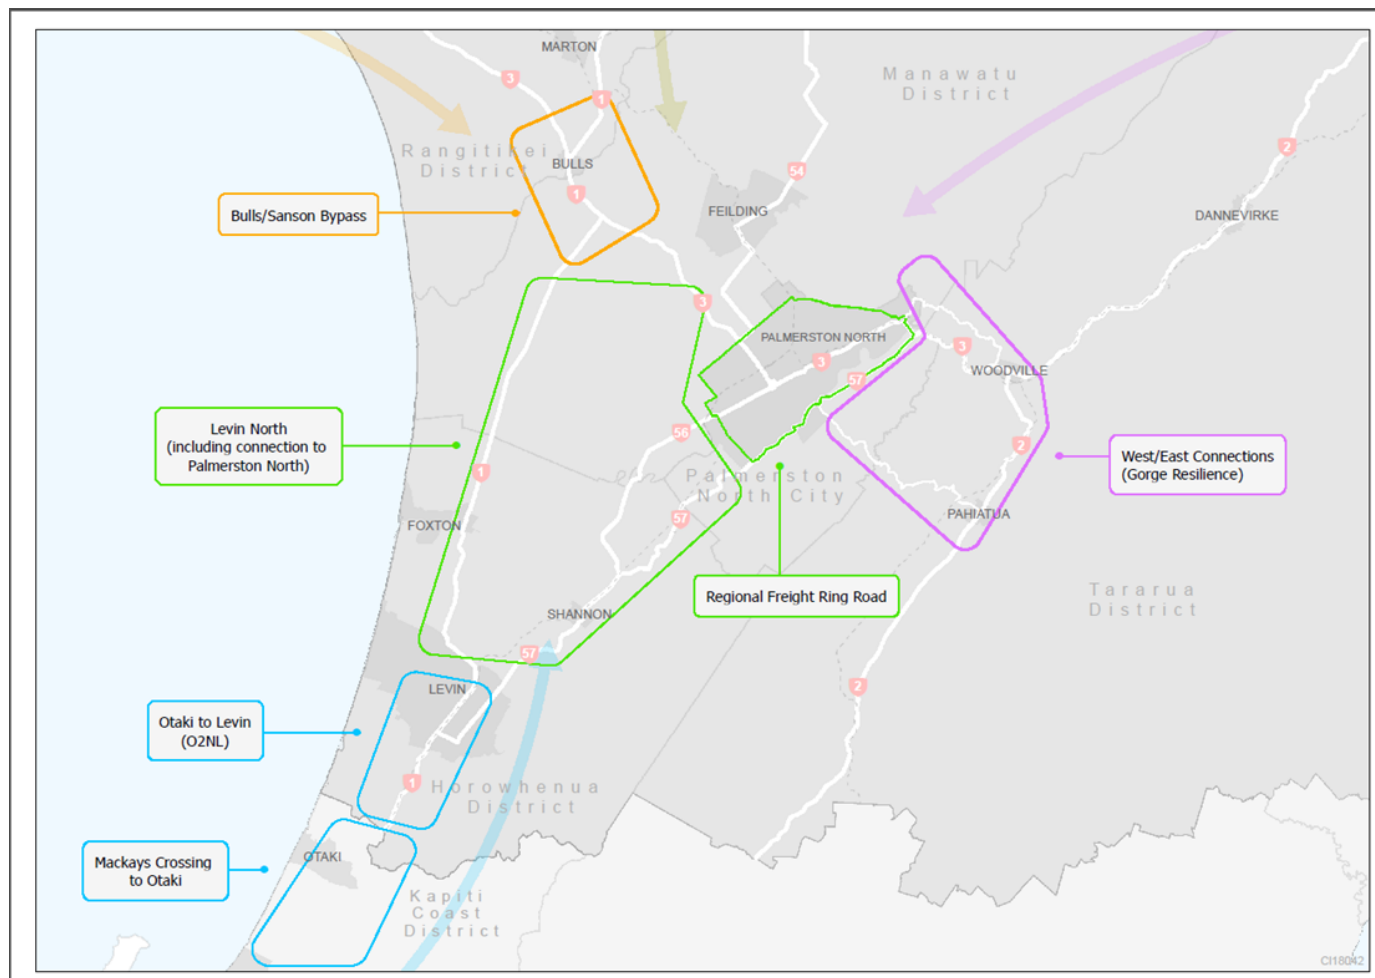 MARTON
3
1
Manawatu
District
2
Rangitikei
District
BULLS
54
1
Bulls/Sanson Bypass
FEILDING
DANNEVIRKE
3
PALMERSTON NORTH
3
3
WOODVILLE
57
Levin North
(including connection to
Palmerston North)
56
2
West/East Connections
(Gorge Resilience)
1
Palmerston
North City
FOXTON
57
PAHIATUA
Regional Freight Ring Road
Tararua
District
SHANNON
57
LEVIN
2
Otaki to Levin
(O2NL)
1
Horowhenua
District
Mackays Crossing
to Otaki
OTAKI
Kapiti
Coast
District
CI18042